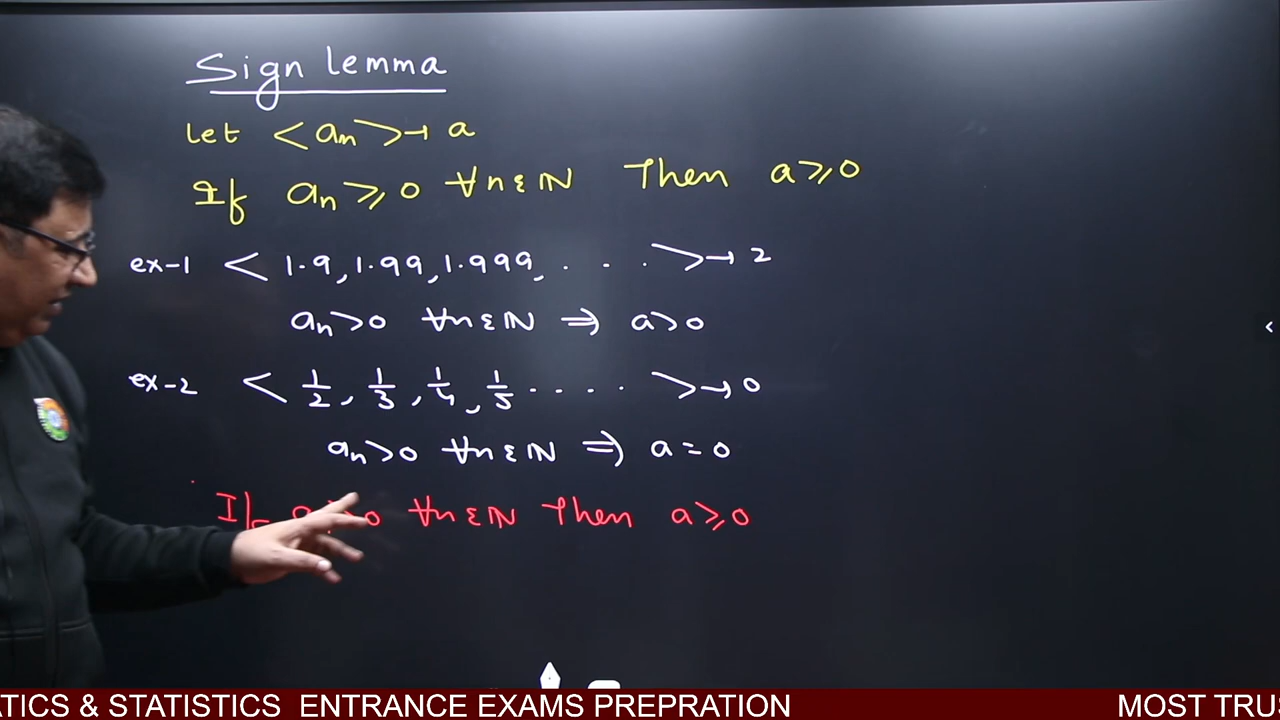 Sign lemma
Let <aₙ> → a
If aₙ ⩾ 0 ∀n∈ℕ Then a ⩾ 0
ex-1 < 1.9, 1.99, 1.999, . . . > → 2
aₙ > 0 ∀n∈ℕ ⇒ a > 0
ex-2 < 1/2, 1/3, 1/4, 1/5 . . . . > → 0
aₙ > 0 ∀n∈ℕ ⇒ a = 0
If 0 ∀n∈ℕ Then a ⩾ 0
TICS & STATISTICS ENTRANCE EXAMS PREPRATION MOST